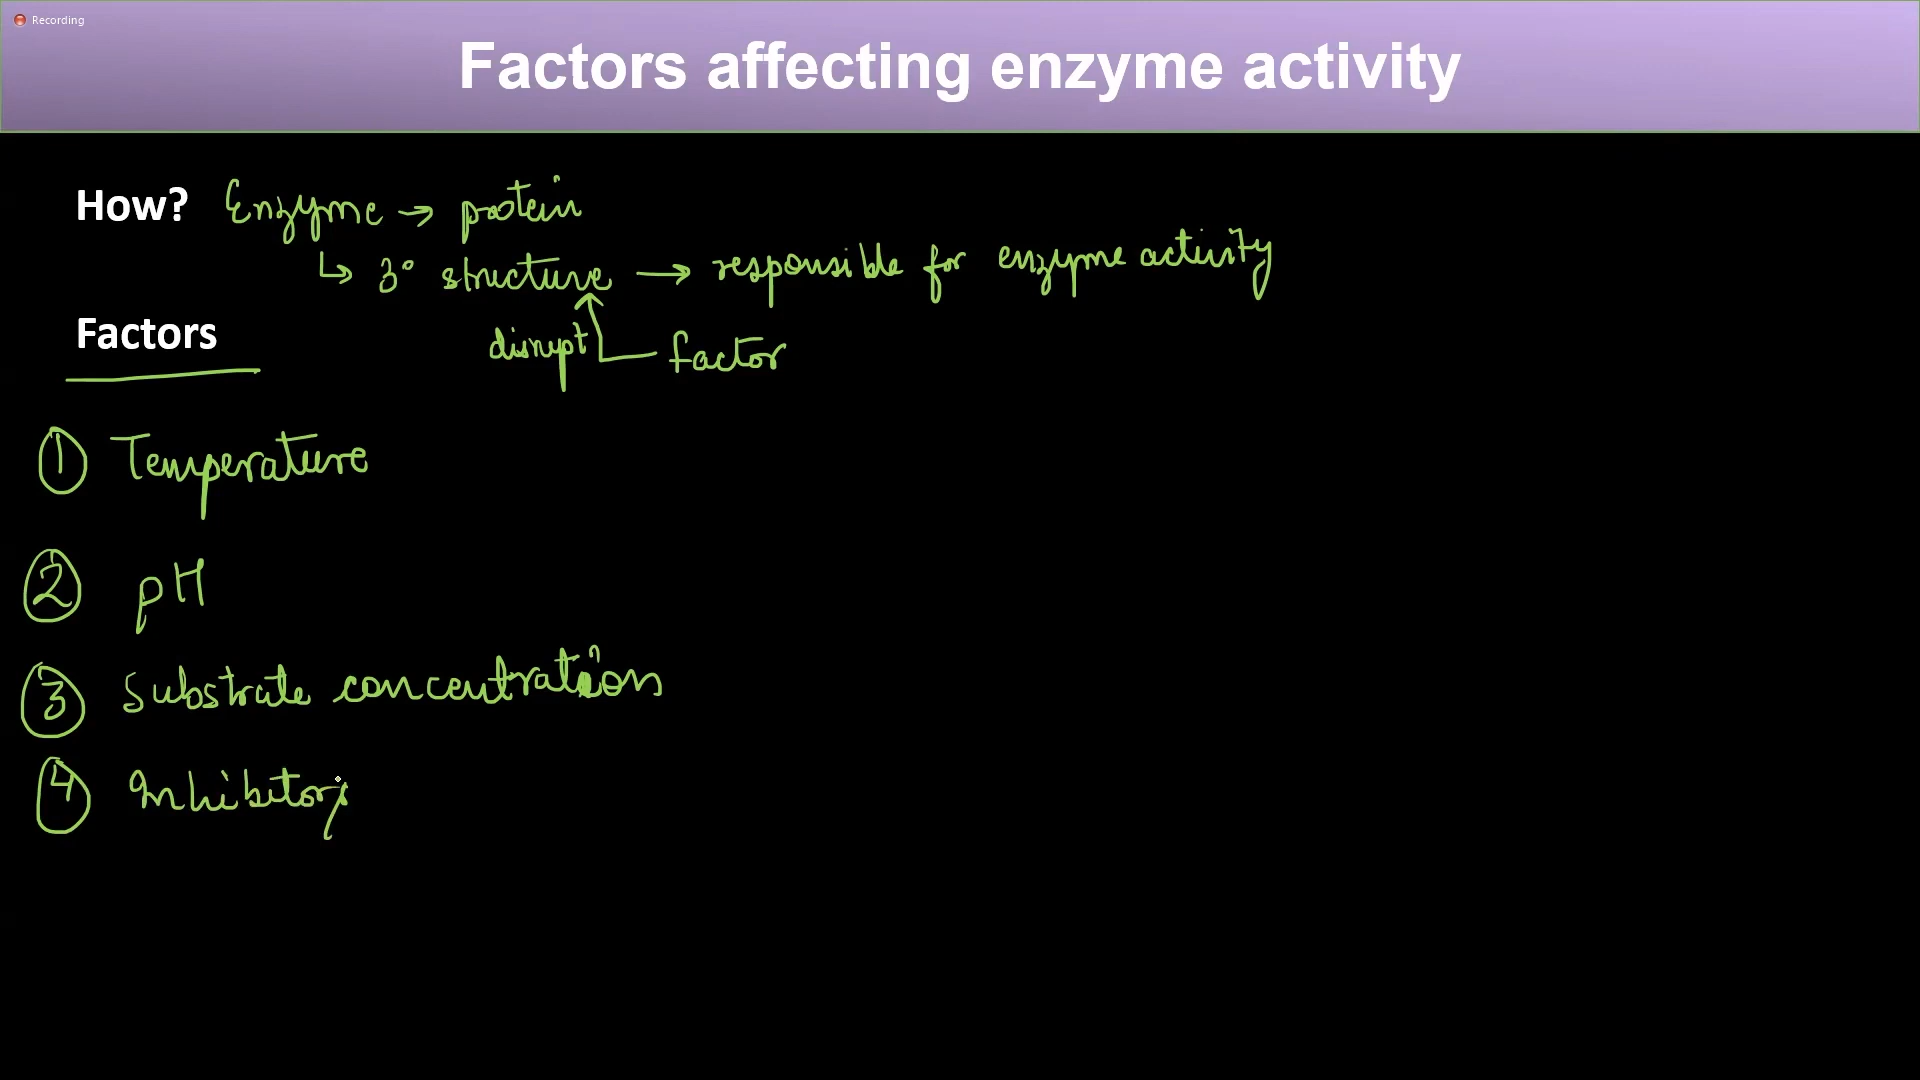 Recording
Factors affecting enzyme activity
How? Enzyme → protein
↳ 3° structure → responsible for enzyme activity
Factors
disrupt factor
① Temperature
② pH
③ Substrate concentration
④ Inhibitors